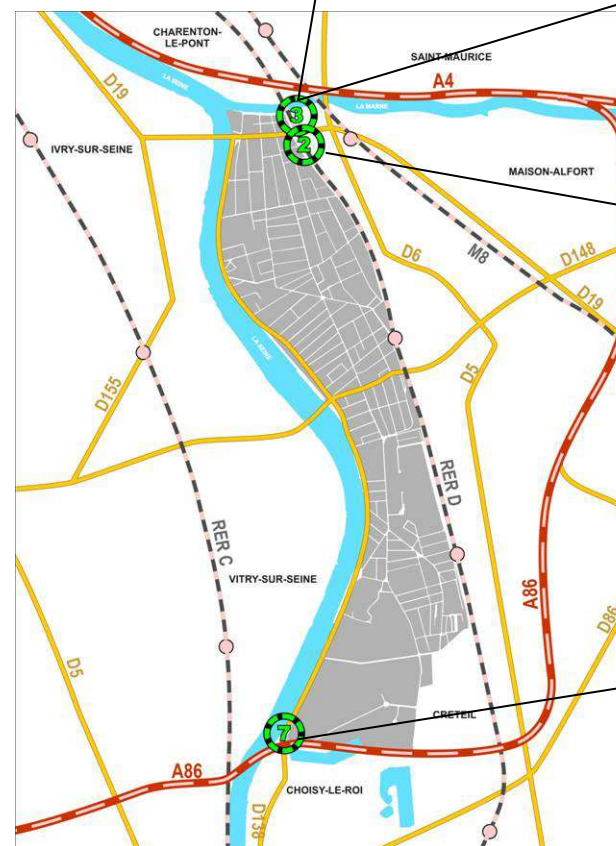 CHARENTON-
LE-PONT
SAINT-MAURICE
A4
D19
LA SEINE
LA MARNE
3
IVRY-SUR-SEINE
2
MAISON-ALFORT
D6
M8
D148
D19
LA SEINE
D5
D155
RER D
RER C
VITRY-SUR-SEINE
A86
D86
D5
CRETEIL
7
A86
CHOISY-LE-ROI
D138